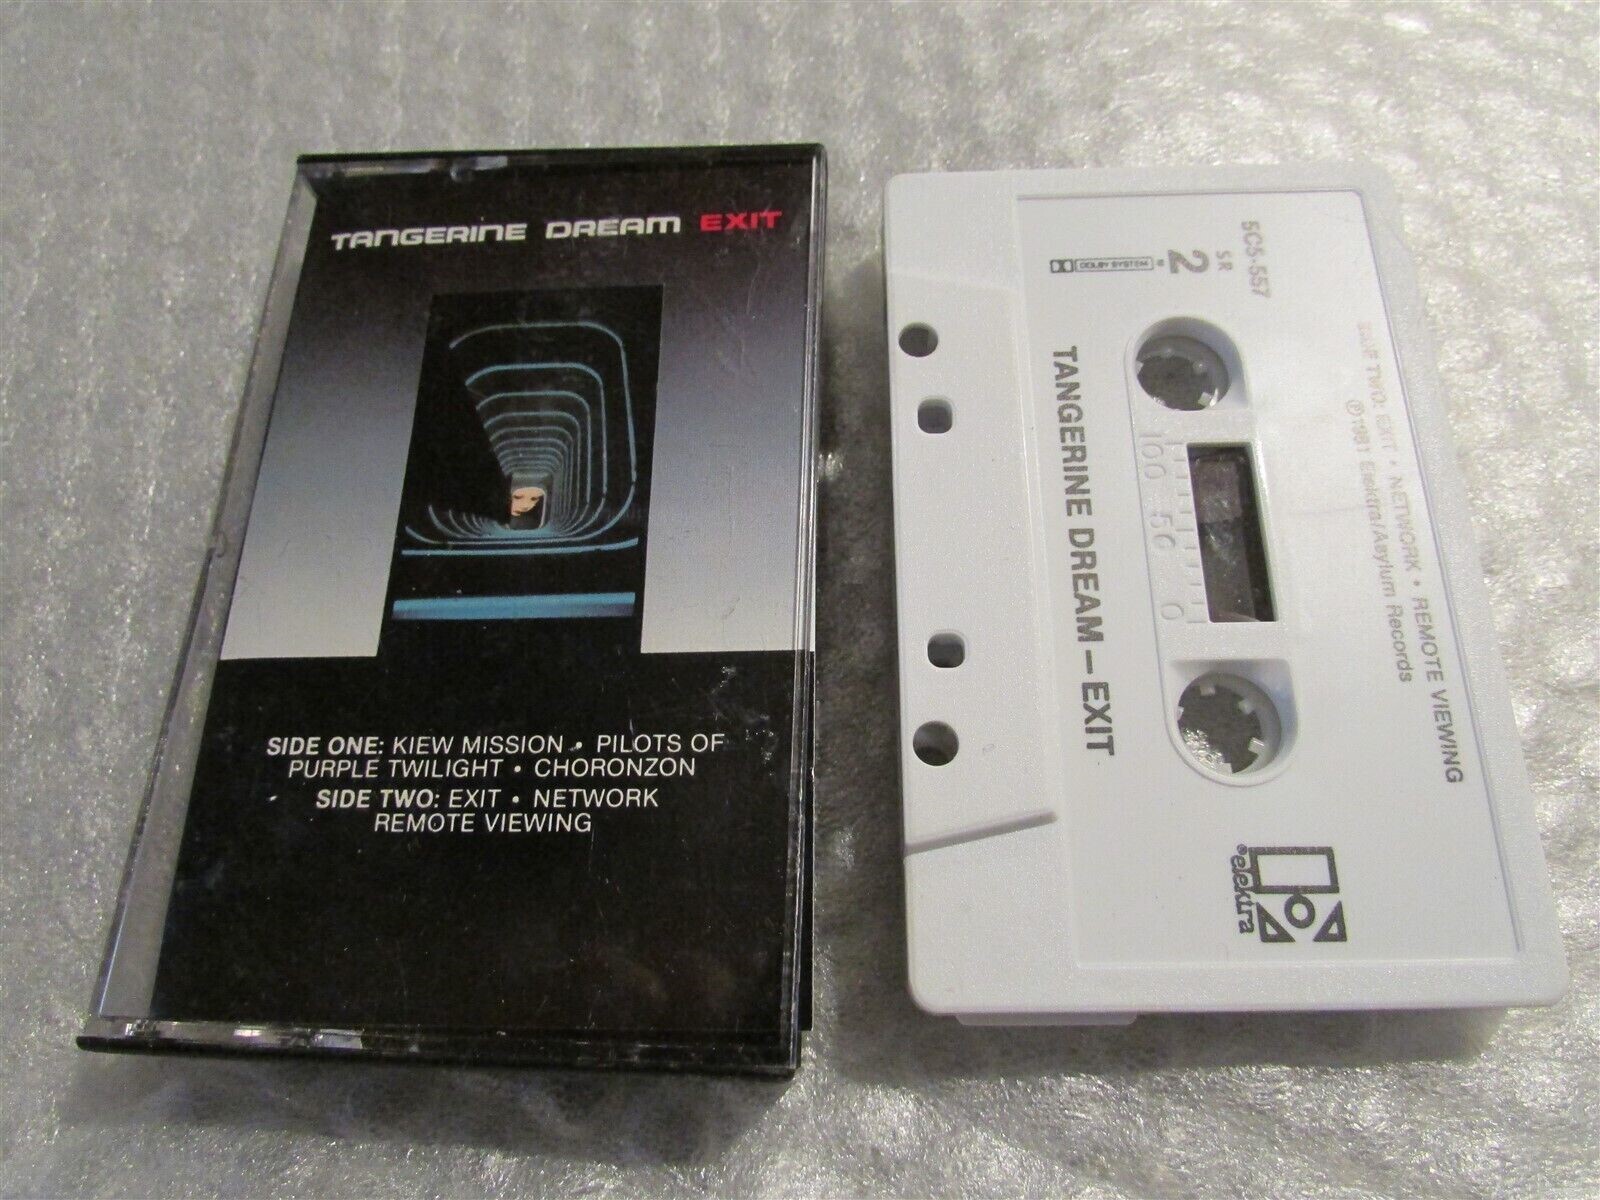 TANGERINE DREAM EXIT
SIDE ONE: KIEW MISSION • PILOTS OF
PURPLE TWILIGHT • CHORONZON
SIDE TWO: EXIT • NETWORK
REMOTE VIEWING
5C5-557
SR
2
DOLBY SYSTEM ®
SIDE TWO: EXIT • NETWORK • REMOTE VIEWING
℗ 1981 Elektra/Asylum Records
TANGERINE DREAM – EXIT
100 50 0
elektra®